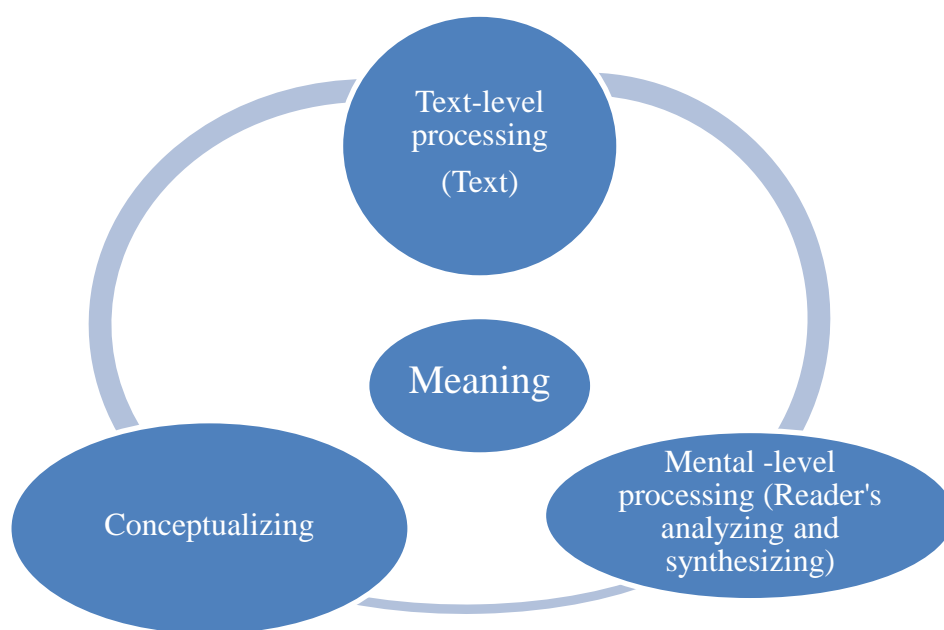 Text-level
processing
(Text)
Meaning
Conceptualizing
Mental -level
processing (Reader's
analyzing and
synthesizing)